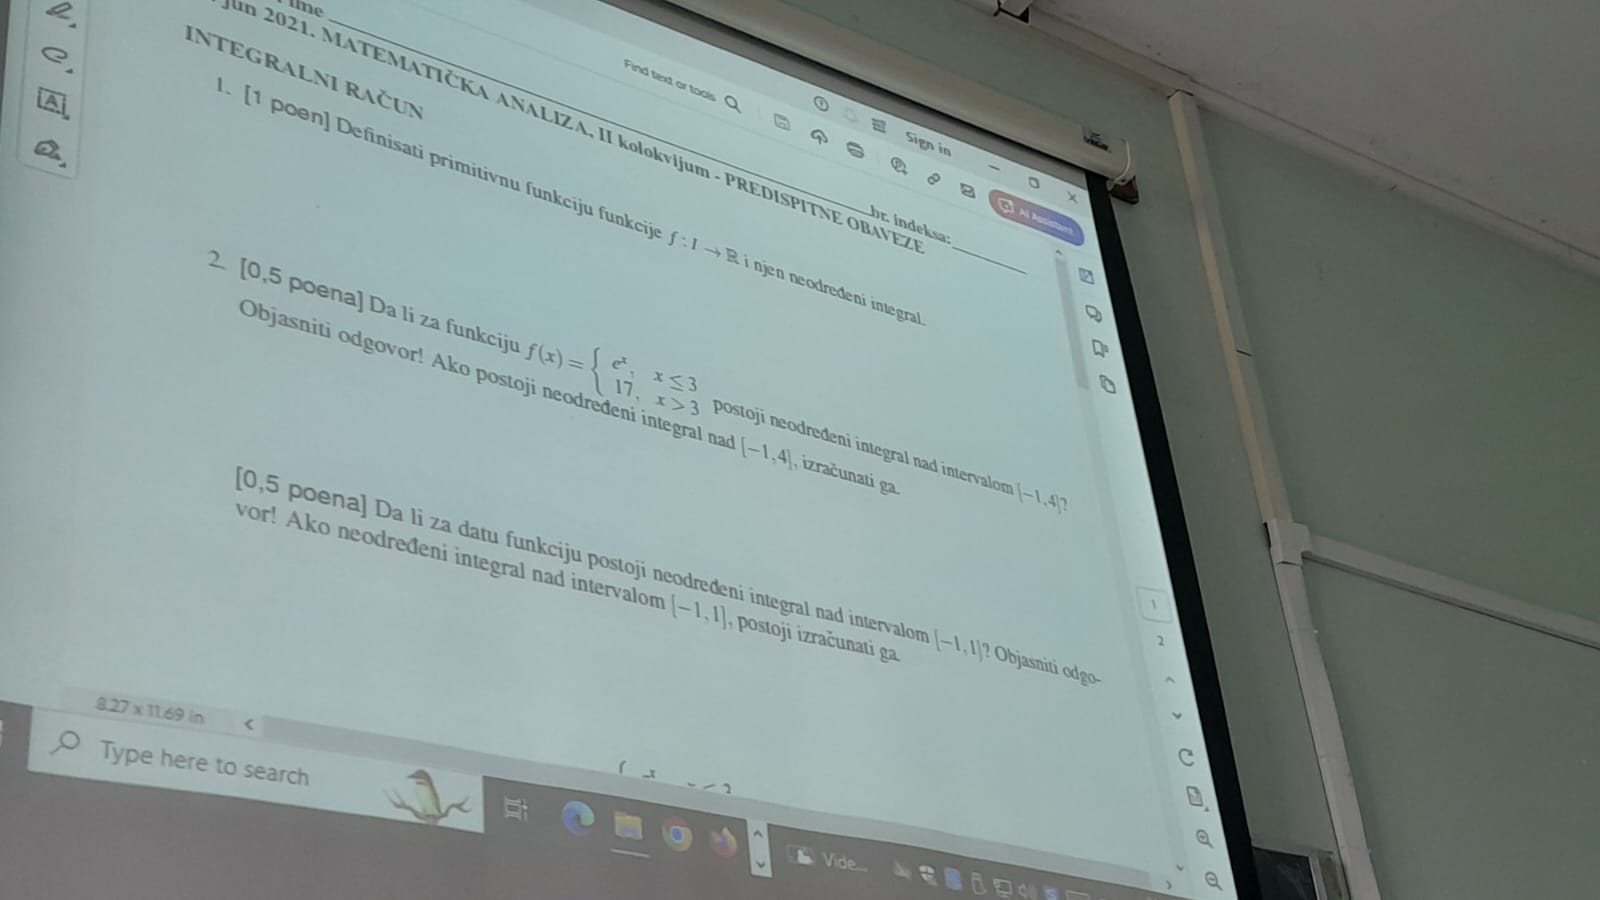 ime
br. indeksa:
jun 2021. MATEMATIČKA ANALIZA, II kolokvijum - PREDISPITNE OBAVEZE
INTEGRALNI RAČUN
1. [1 poen] Definisati primitivnu funkciju funkcije f : I → ℝ i njen neodređeni integral.
2. [0,5 poena] Da li za funkciju f(x) = { e^x, x ≤ 3
17, x > 3 postoji neodređeni integral nad intervalom [−1,4]?
Objasniti odgovor! Ako postoji neodređeni integral nad [−1,4], izračunati ga.
[0,5 poena] Da li za datu funkciju postoji neodređeni integral nad intervalom [−1,1]? Objasniti odgo-
vor! Ako neodređeni integral nad intervalom [−1,1], postoji izračunati ga.
Find text or tools
Sign in
AI Assistant
1
2
8.27 x 11.69 in
Type here to search
Vide...